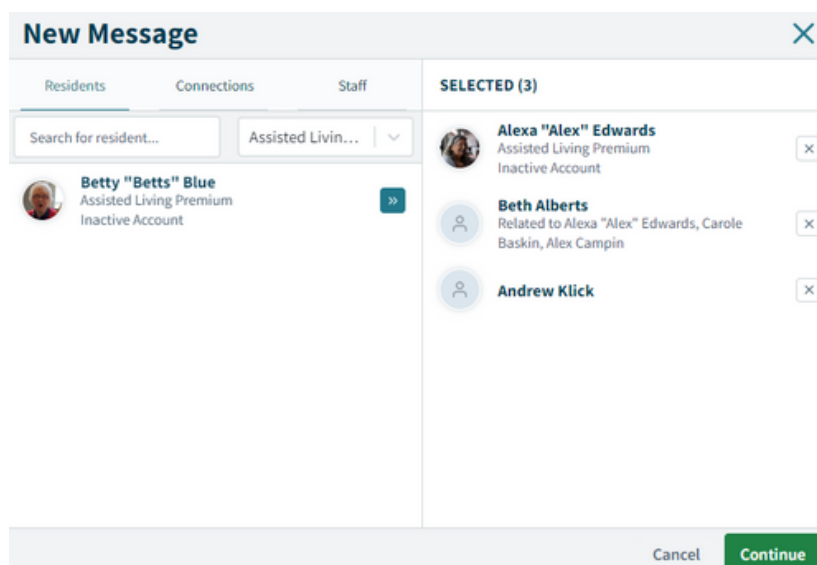 New Message
Residents
Connections
Staff
Search for resident...
Assisted Livin...
Betty "Betts" Blue
Assisted Living Premium
Inactive Account
SELECTED (3)
Alexa "Alex" Edwards
Assisted Living Premium
Inactive Account
Beth Alberts
Related to Alexa "Alex" Edwards, Carole
Baskin, Alex Campin
Andrew Klick
Cancel
Continue